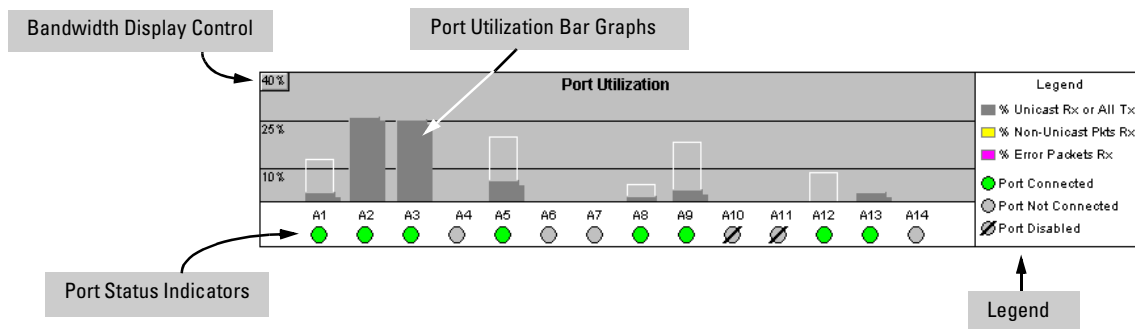 Bandwidth Display Control
Port Utilization Bar Graphs
40%
Port Utilization
25%
10%
A1 A2 A3 A4 A5 A6 A7 A8 A9 A10 A11 A12 A13 A14
Legend
% Unicast Rx or All Tx
% Non-Unicast Pkts Rx
% Error Packets Rx
Port Connected
Port Not Connected
Port Disabled
Port Status Indicators
Legend